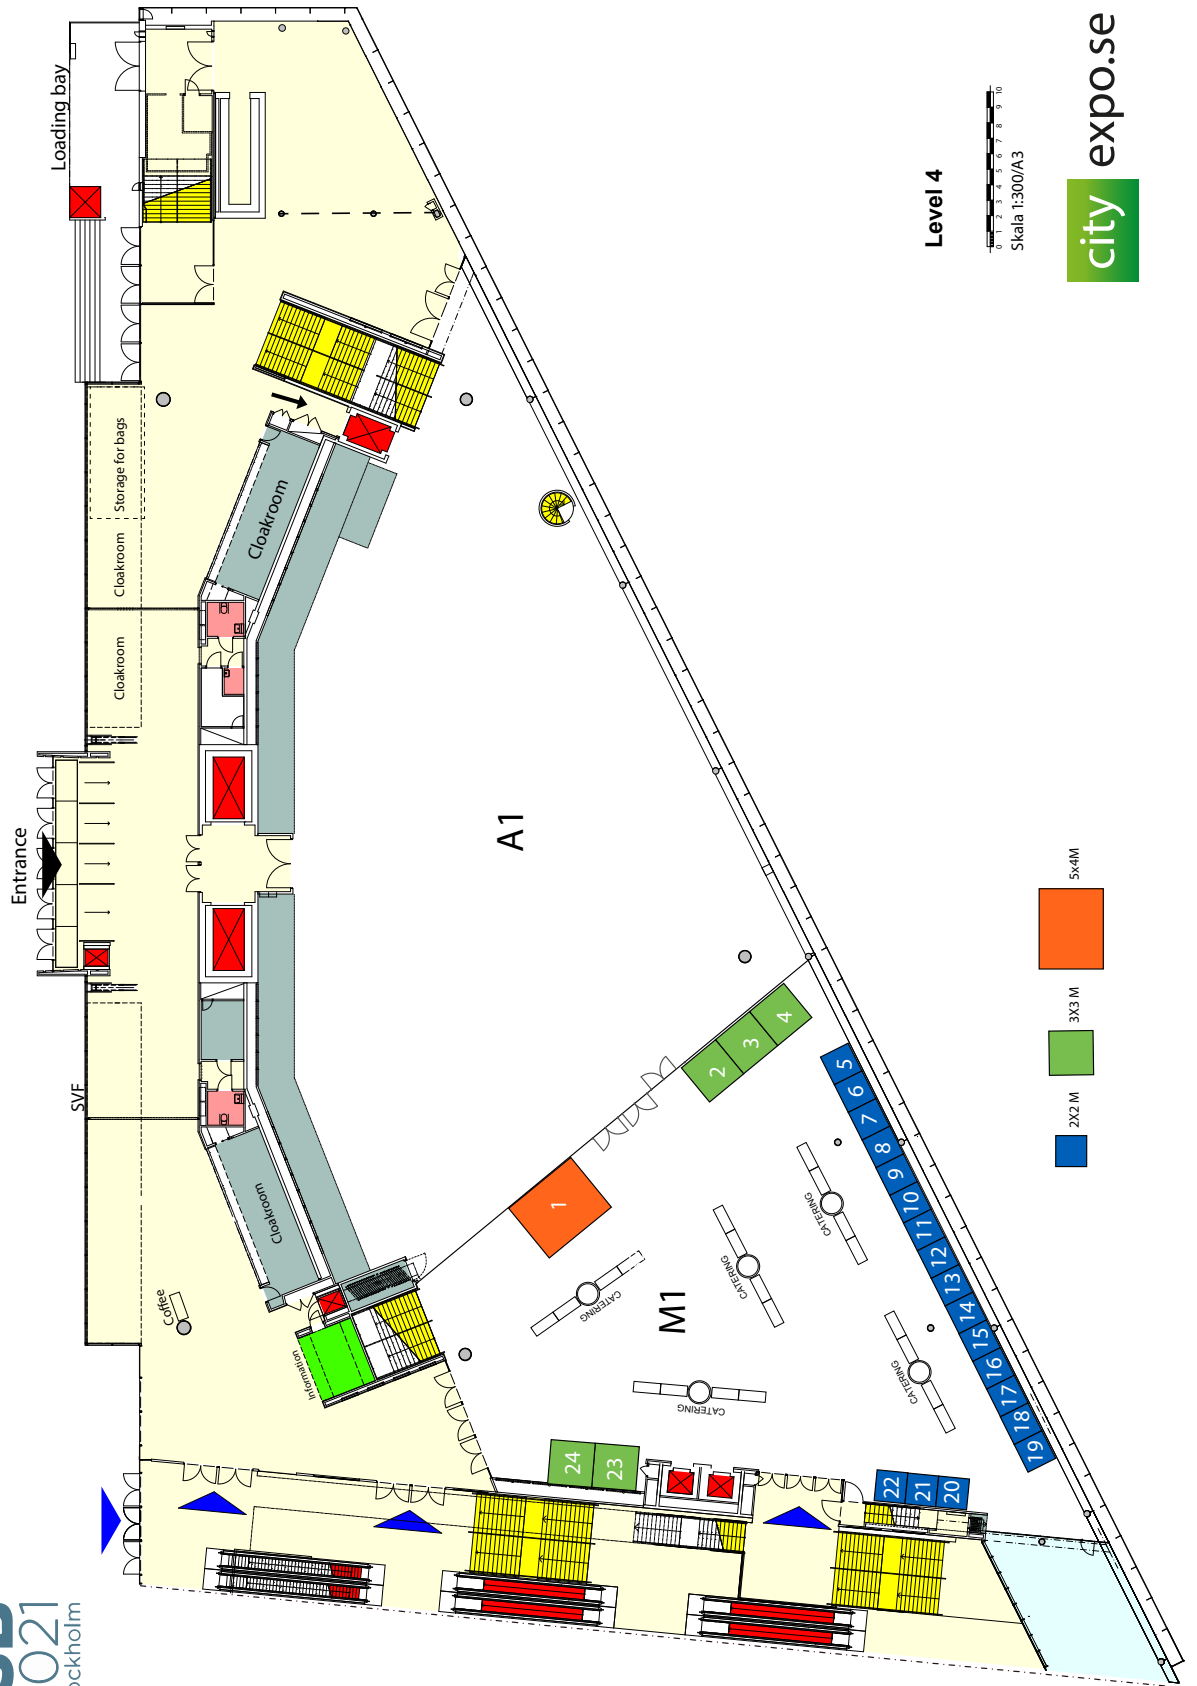 Loading bay
Entrance
Storage for bags
Cloakroom
Cloakroom
Cloakroom
Cloakroom
SVF
Coffee
Information
A1
M1
1
2
3
4
5
6
7
8
9
10
11
12
13
14
15
16
17
18
19
20
21
22
23
24
CATERING
CATERING
CATERING
CATERING
CATERING
Level 4
0 1 2 3 4 5 6 7 8 9 10
Skala 1:300/A3
city expo.se
2X2 M
3X3 M
5x4M
021
ockholm